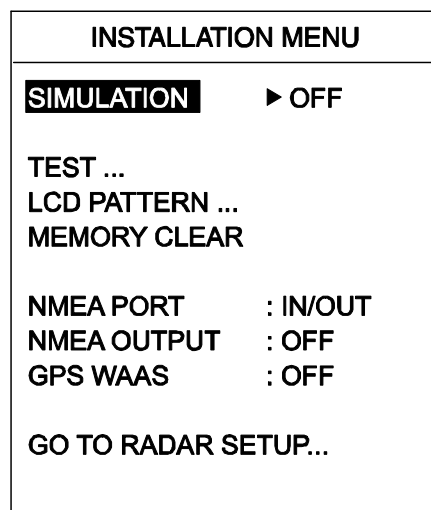 INSTALLATION MENU
SIMULATION ▶ OFF
TEST ...
LCD PATTERN ...
MEMORY CLEAR
NMEA PORT : IN/OUT
NMEA OUTPUT : OFF
GPS WAAS : OFF
GO TO RADAR SETUP...